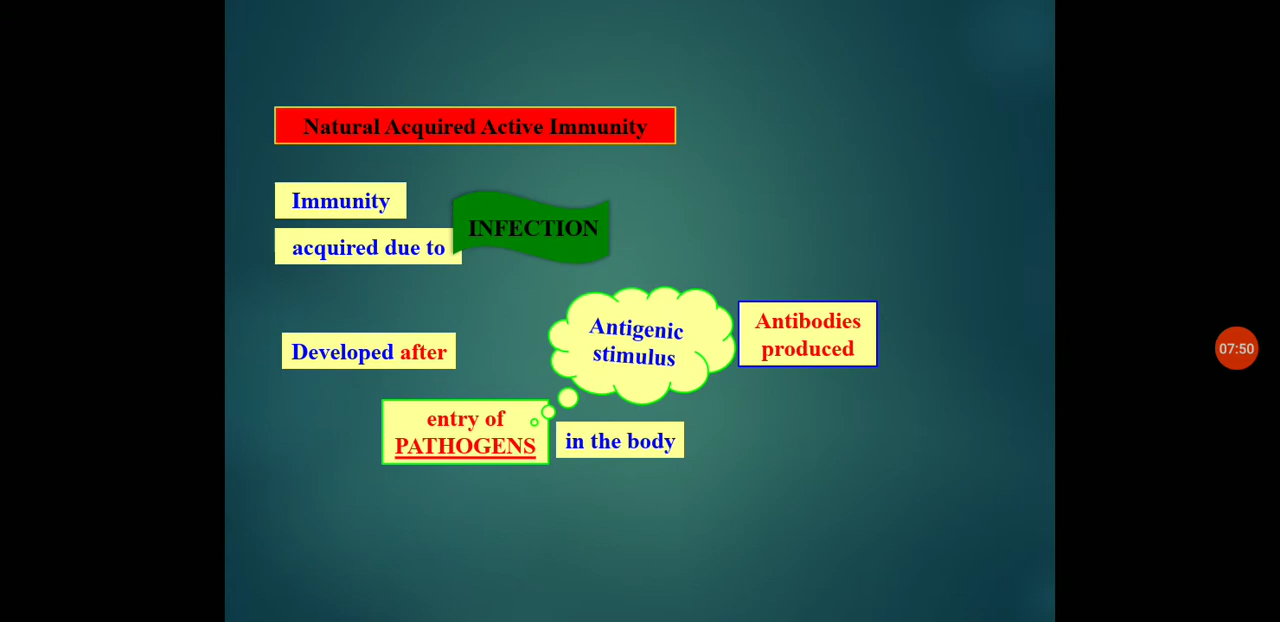 Natural Acquired Active Immunity
Immunity
acquired due to
INFECTION
Antigenic
stimulus
Antibodies
produced
Developed after
entry of
PATHOGENS
in the body
07:50